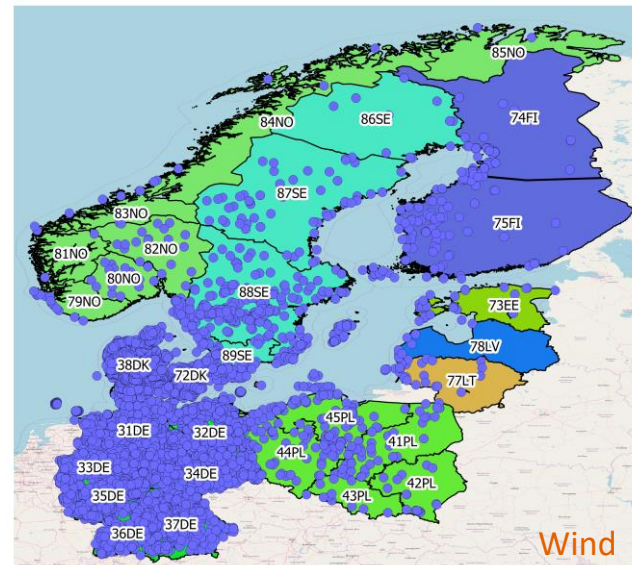 85NO
84NO
86SE
74FI
87SE
83NO
75FI
82NO
81NO
80NO
79NO
88SE
73EE
78LV
89SE
38DK
72DK
77LT
45PL
31DE
32DE
41PL
44PL
33DE
34DE
42PL
35DE
43PL
37DE
36DE
Wind